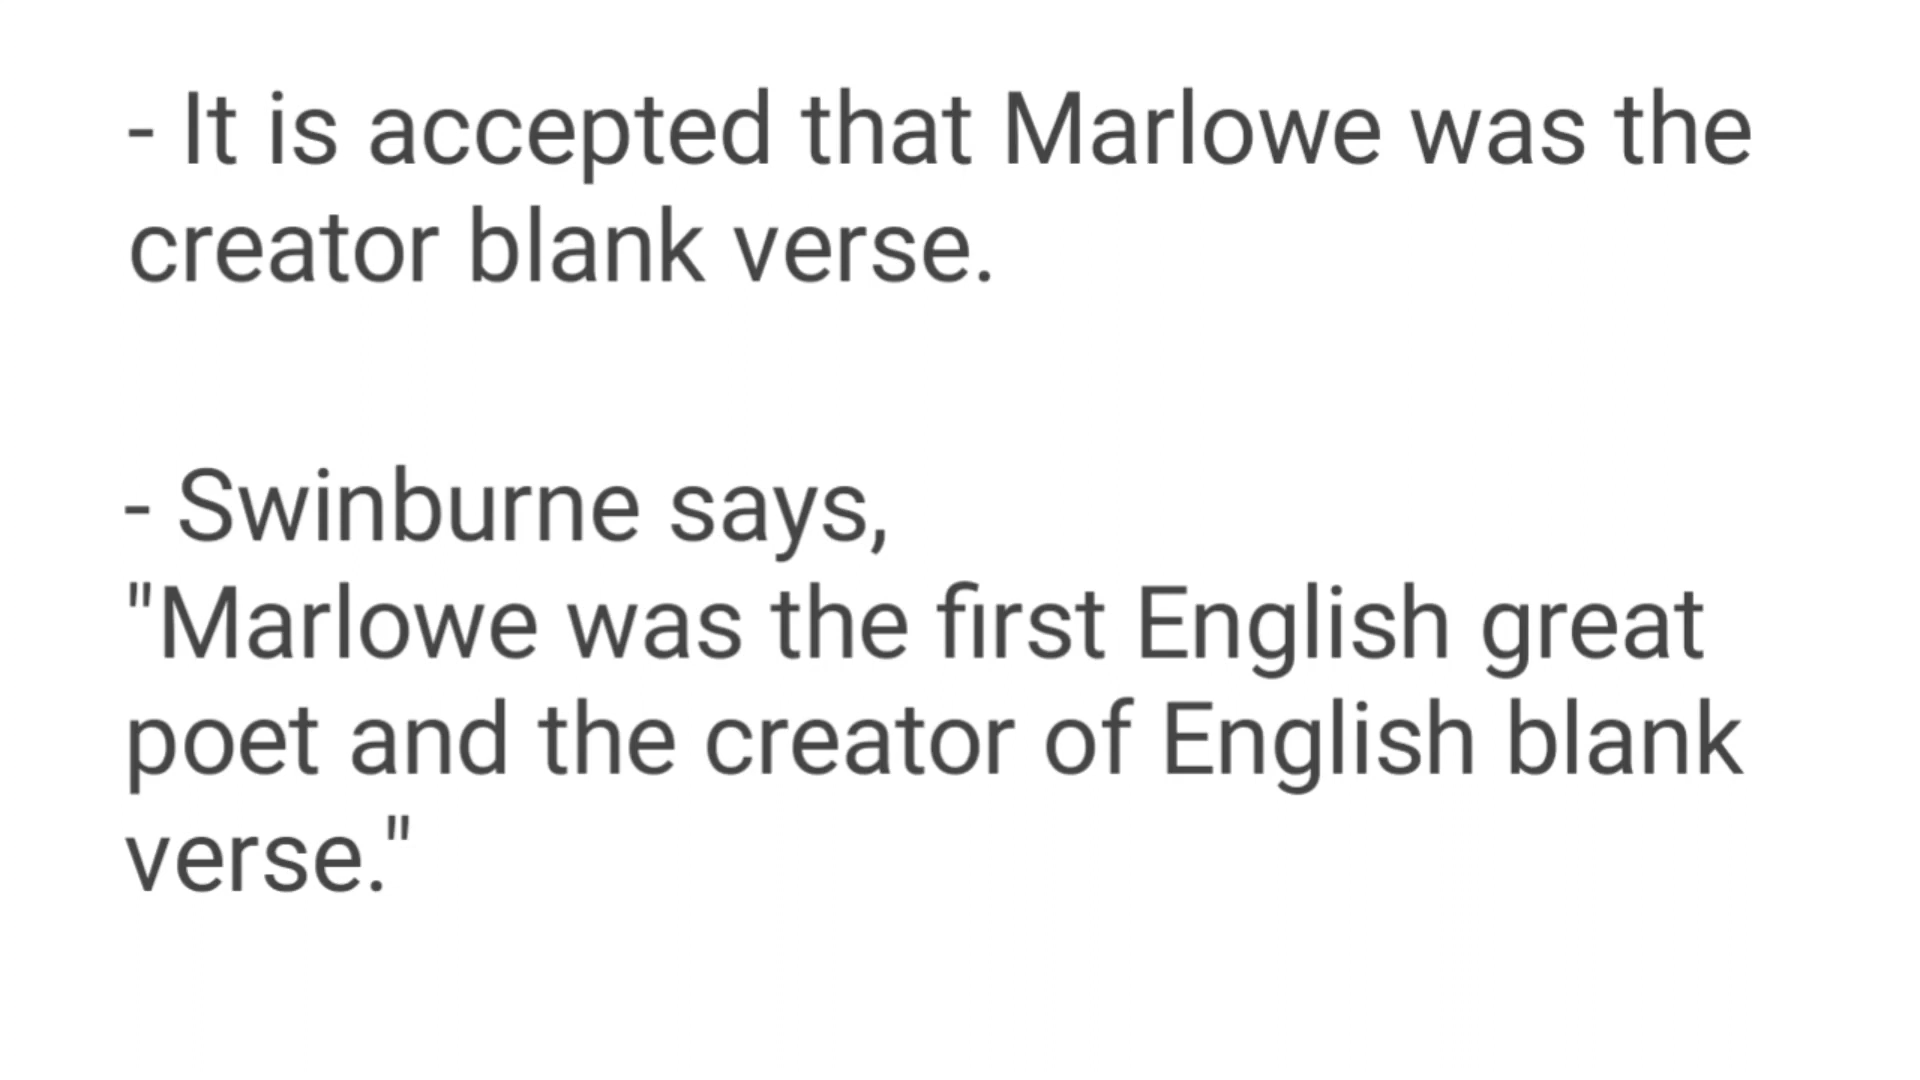 - It is accepted that Marlowe was the
creator blank verse.
- Swinburne says,
"Marlowe was the first English great
poet and the creator of English blank
verse."